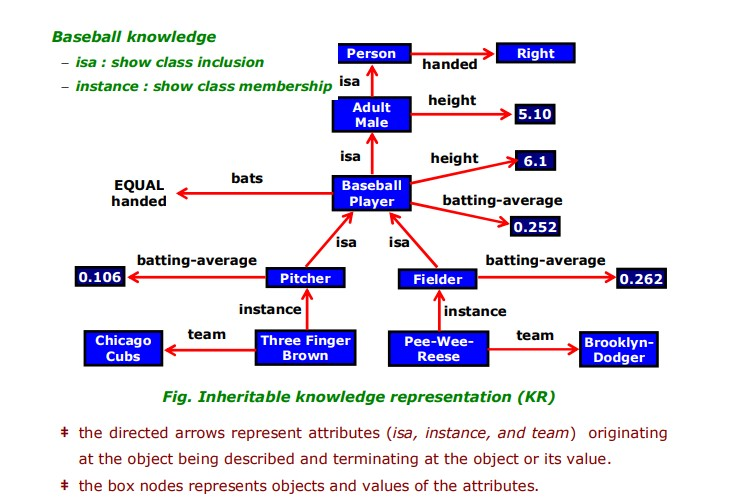 Baseball knowledge
– isa : show class inclusion
– instance : show class membership
Person
handed
Right
isa
Adult
Male
height
5.10
isa
height
6.1
bats
EQUAL
handed
Baseball
Player
batting-average
0.252
isa
isa
batting-average
0.106
Pitcher
Fielder
batting-average
0.262
instance
instance
Chicago
Cubs
team
Three Finger
Brown
Pee-Wee-
Reese
team
Brooklyn-
Dodger
Fig. Inheritable knowledge representation (KR)
‡ the directed arrows represent attributes (isa, instance, and team) originating
at the object being described and terminating at the object or its value.
‡ the box nodes represents objects and values of the attributes.